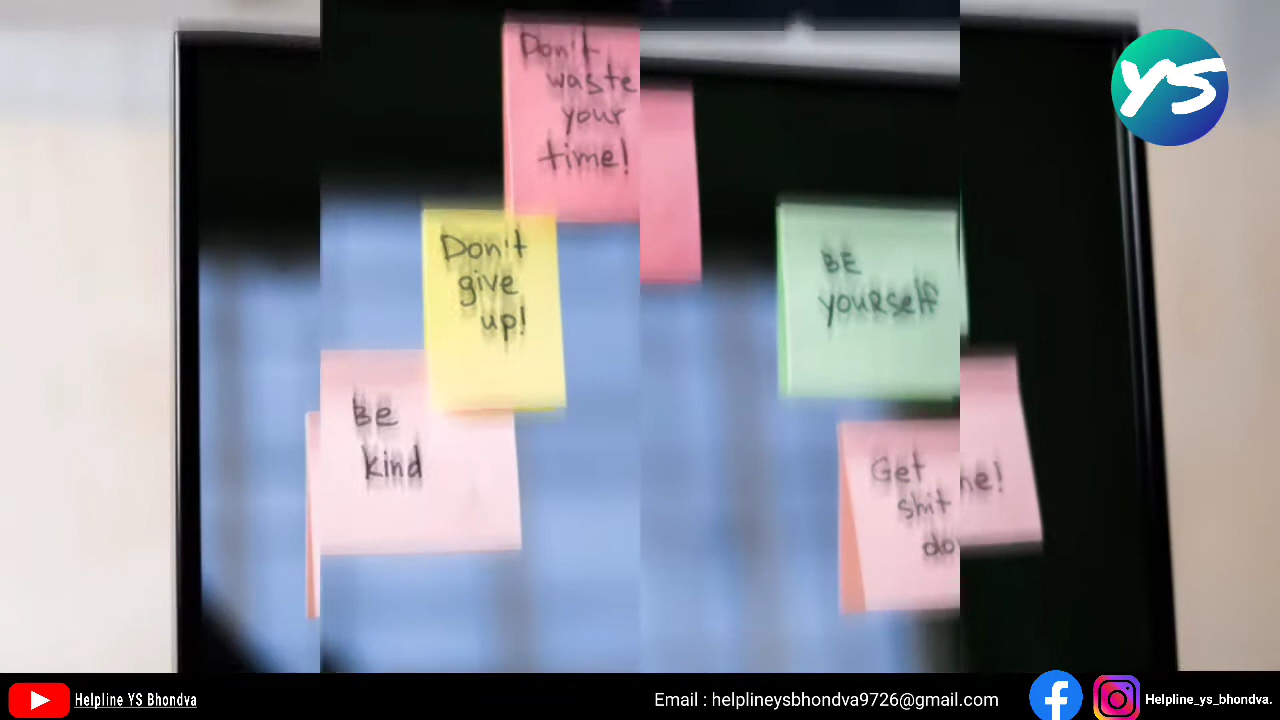 YS
Don't
waste
your
time!
Don't
give
up!
BE
yourself
Be
kind
Get
shit
do
ne!
Helpline YS Bhondva
Email : helplineysbhondva9726@gmail.com
Helpline_ys_bhondva.